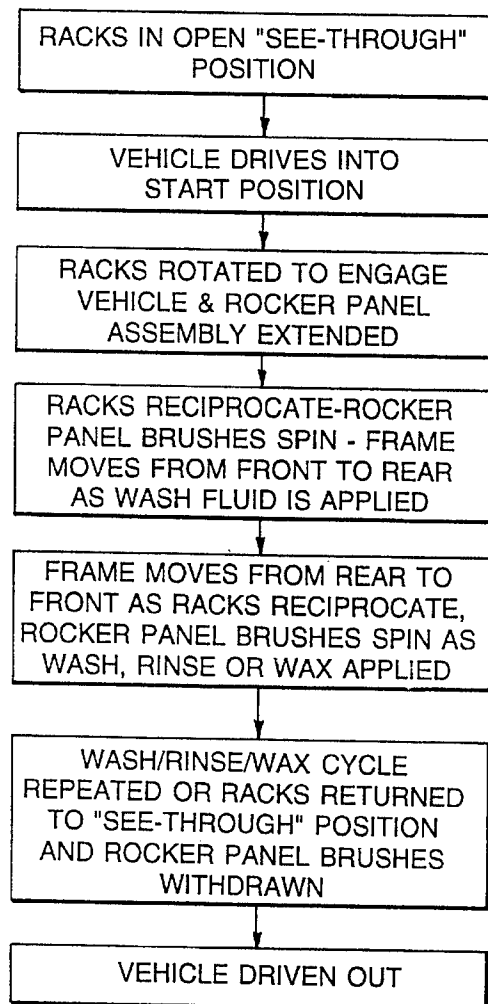 RACKS IN OPEN "SEE-THROUGH"
POSITION
VEHICLE DRIVES INTO
START POSITION
RACKS ROTATED TO ENGAGE
VEHICLE & ROCKER PANEL
ASSEMBLY EXTENDED
RACKS RECIPROCATE-ROCKER
PANEL BRUSHES SPIN - FRAME
MOVES FROM FRONT TO REAR
AS WASH FLUID IS APPLIED
FRAME MOVES FROM REAR TO
FRONT AS RACKS RECIPROCATE,
ROCKER PANEL BRUSHES SPIN AS
WASH, RINSE OR WAX APPLIED
WASH/RINSE/WAX CYCLE
REPEATED OR RACKS RETURNED
TO "SEE-THROUGH" POSITION
AND ROCKER PANEL BRUSHES
WITHDRAWN
VEHICLE DRIVEN OUT